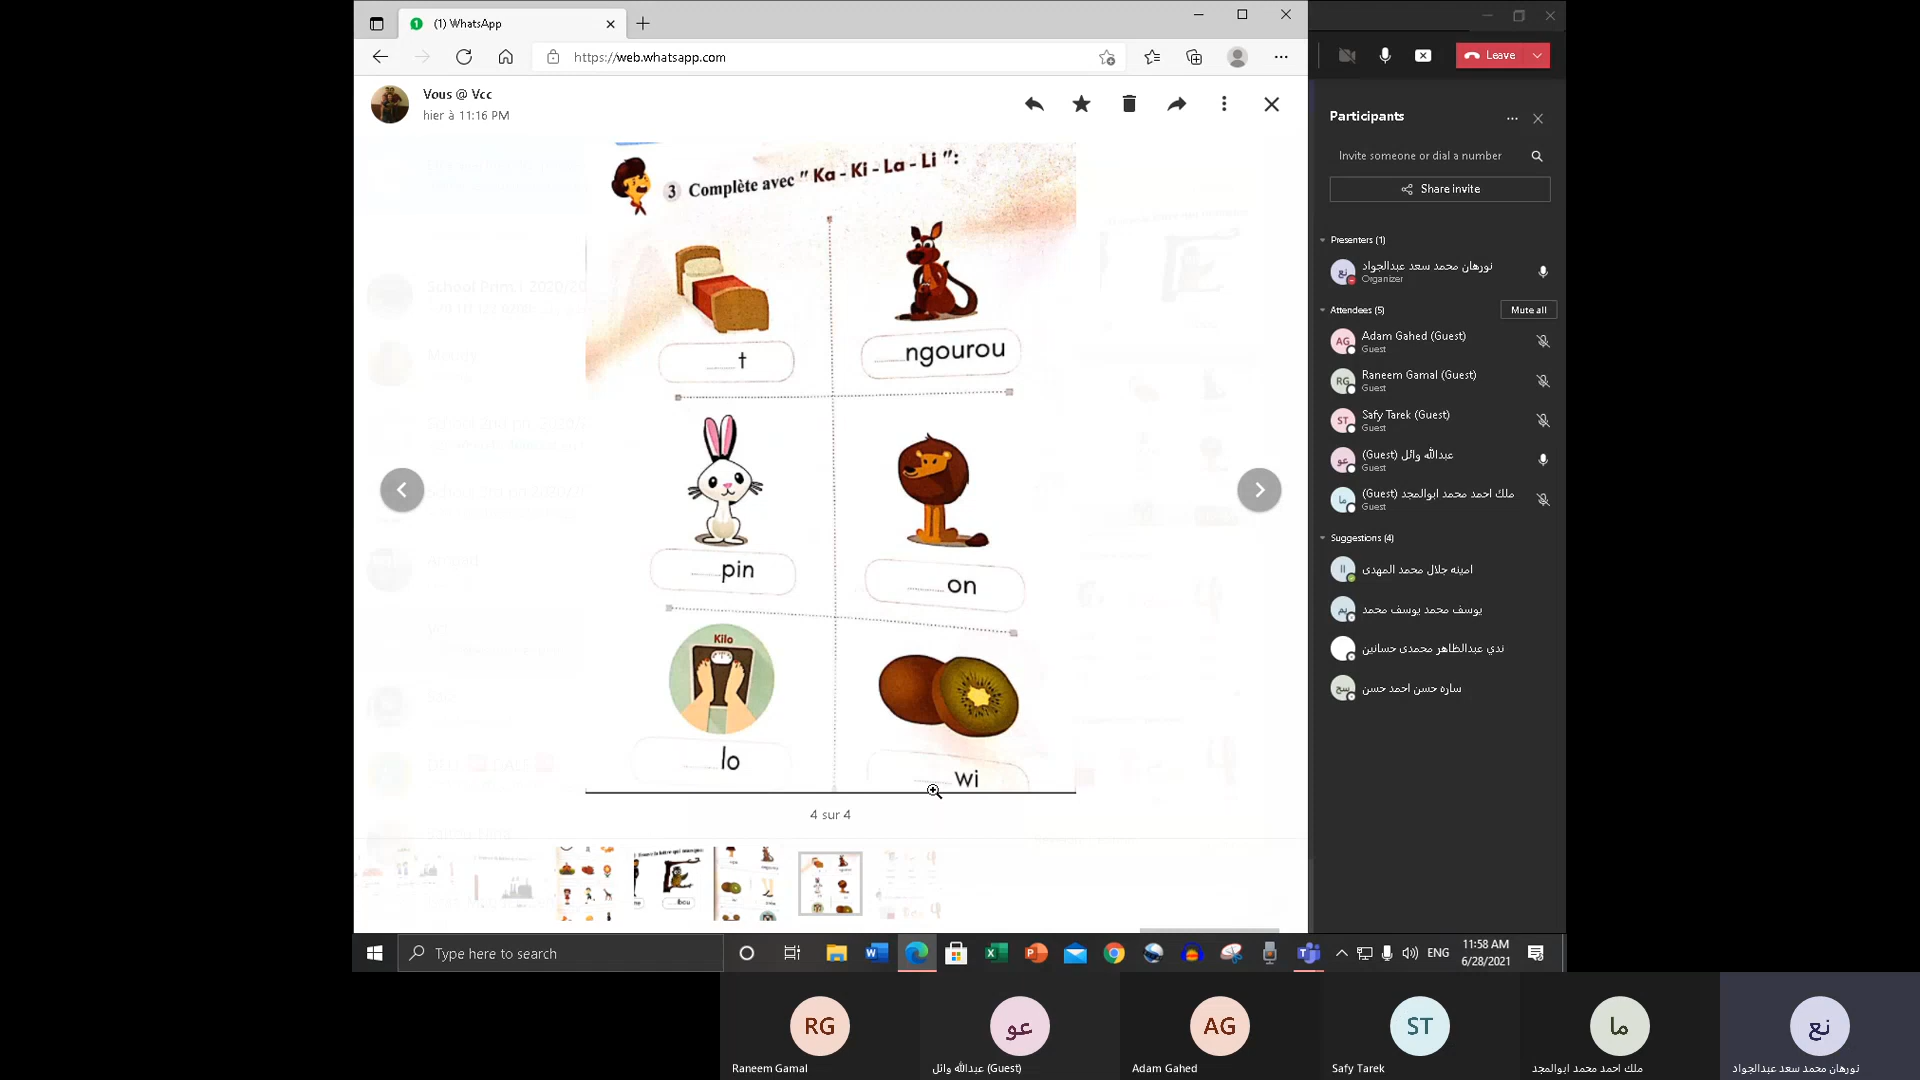 (1) WhatsApp
https://web.whatsapp.com
Leave
Vous @ Vcc
hier à 11:16 PM
3 Complète avec " Ka - Ki - La - Li ":
......t
......ngourou
......pin
......on
Kilo
......lo
......wi
4 sur 4
Participants
Invite someone or dial a number
Share invite
Presenters (1)
نورهان محمد سعد عبدالجواد
Organizer
Attendees (5)
Mute all
Adam Gahed (Guest)
Guest
Raneem Gamal (Guest)
Guest
Safy Tarek (Guest)
Guest
عبدالله وائل (Guest)
Guest
ملك احمد محمد ابوالمجد (Guest)
Guest
Suggestions (4)
امينه جلال محمد المهدى
يوسف محمد يوسف محمد
ندي عبدالظاهر محمدى حسانين
ساره حسن احمد حسن
Type here to search
ENG
11:58 AM
6/28/2021
RG
عو
AG
ST
ما
نع
Raneem Gamal
عبدالله وائل (Guest)
Adam Gahed
Safy Tarek
ملك احمد محمد ابوالمجد
نورهان محمد سعد عبدالجواد